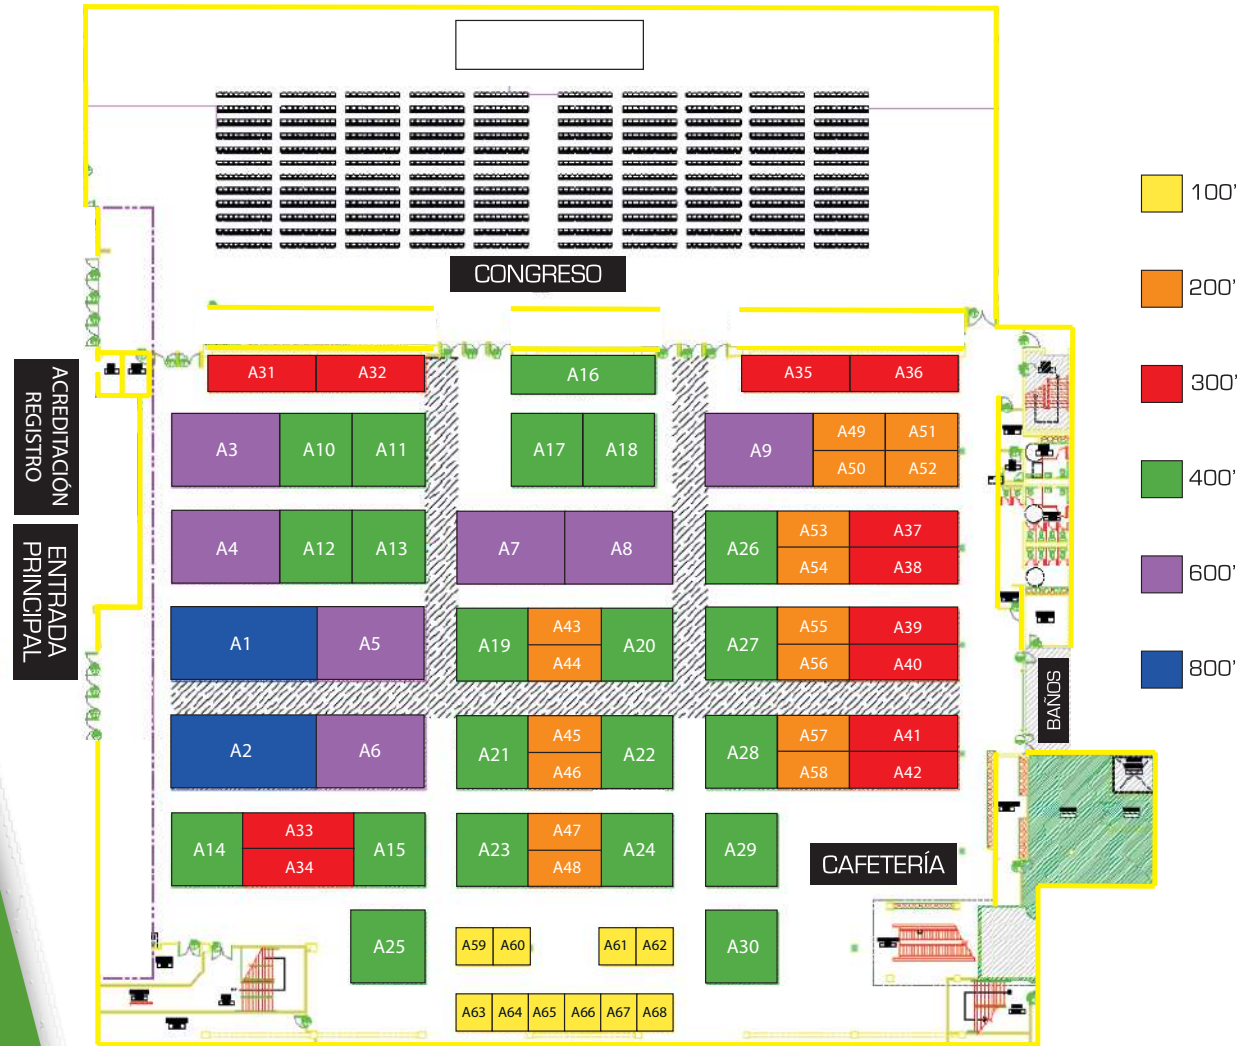 CONGRESO
100'
200'
300'
400'
600'
800'
ACREDITACIÓN
REGISTRO
ENTRADA
PRINCIPAL
A31 A32 A16 A35 A36
A3 A10 A11 A17 A18 A9 A49 A51
A50 A52
A4 A12 A13 A7 A8 A26 A53 A37
A54 A38
A1 A5 A19 A43 A20 A27 A55 A39
A44 A56 A40
A2 A6 A21 A45 A22 A28 A57 A41
A46 A58 A42
A14 A33 A15 A23 A47 A24 A29
A34 A48
A25 A59 A60 A61 A62 A30
A63 A64 A65 A66 A67 A68
BAÑOS
CAFETERÍA